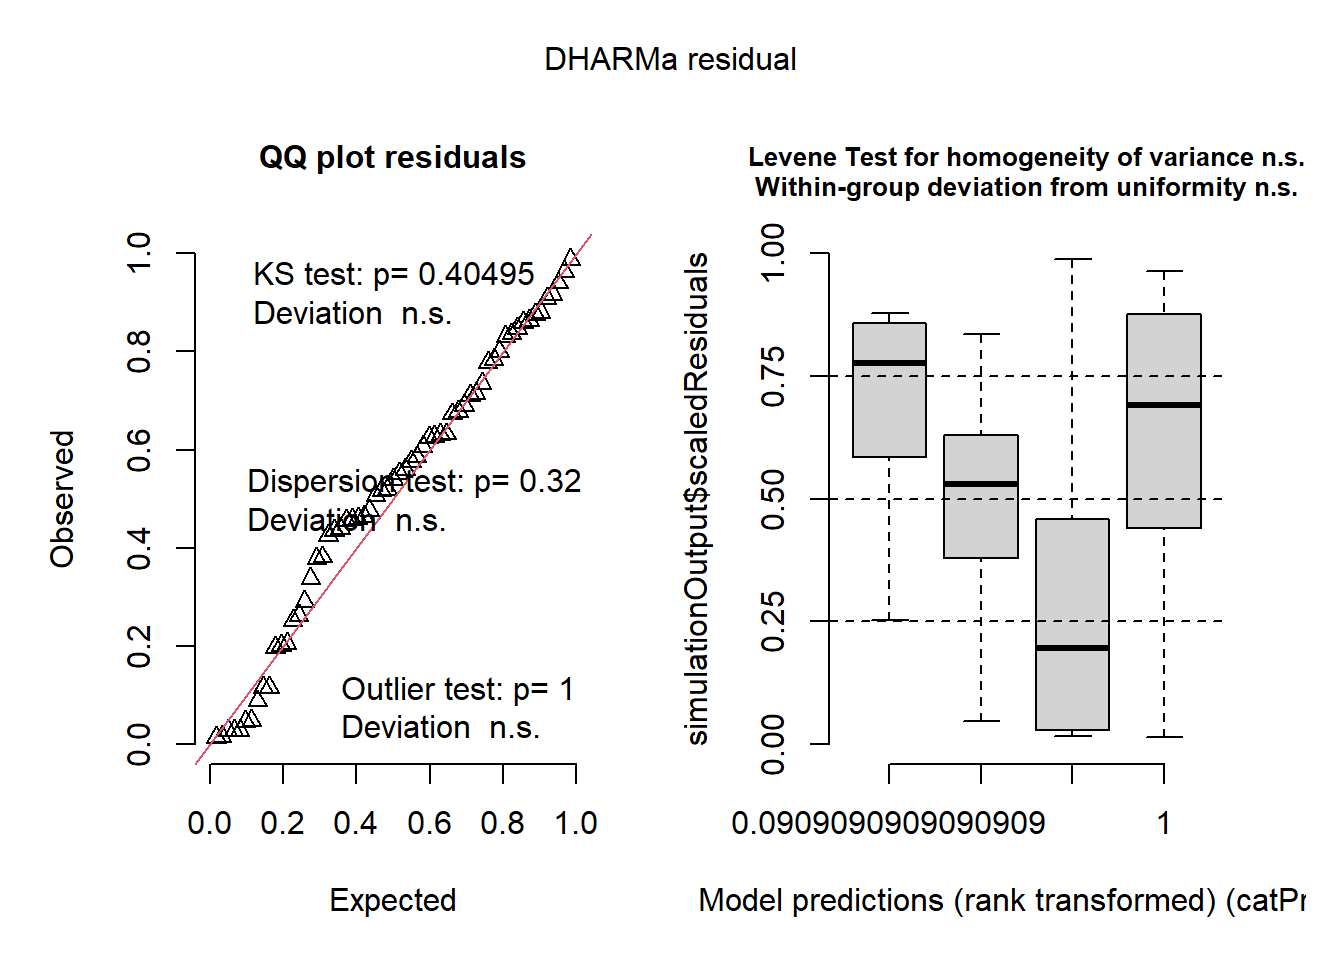 DHARMa residual
QQ plot residuals
KS test: p= 0.40495
Deviation n.s.
Dispersion test: p= 0.32
Deviation n.s.
Outlier test: p= 1
Deviation n.s.
Observed
0.0 0.2 0.4 0.6 0.8 1.0
0.0 0.2 0.4 0.6 0.8 1.0
Expected
Levene Test for homogeneity of variance n.s.
Within-group deviation from uniformity n.s.
simulationOutput$scaledResiduals
0.00 0.25 0.50 0.75 1.00
0.0909090909090909 1
Model predictions (rank transformed) (catPr